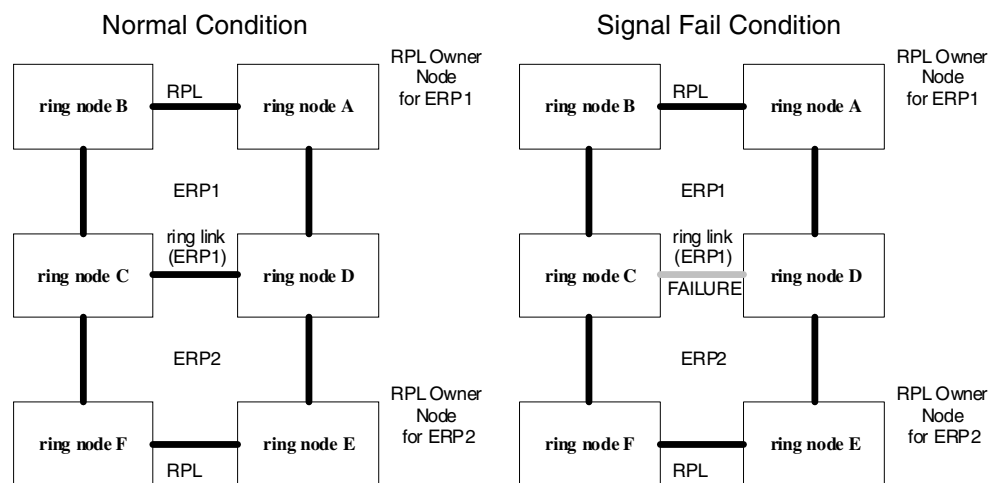 Normal Condition
RPL Owner
Node
for ERP1
ring node B
RPL
ring node A
ERP1
ring link
(ERP1)
ring node C
ring node D
ERP2
RPL Owner
Node
for ERP2
ring node F
RPL
ring node E
Signal Fail Condition
RPL Owner
Node
for ERP1
ring node B
RPL
ring node A
ERP1
ring link
(ERP1)
ring node C
FAILURE
ring node D
ERP2
RPL Owner
Node
for ERP2
ring node F
RPL
ring node E